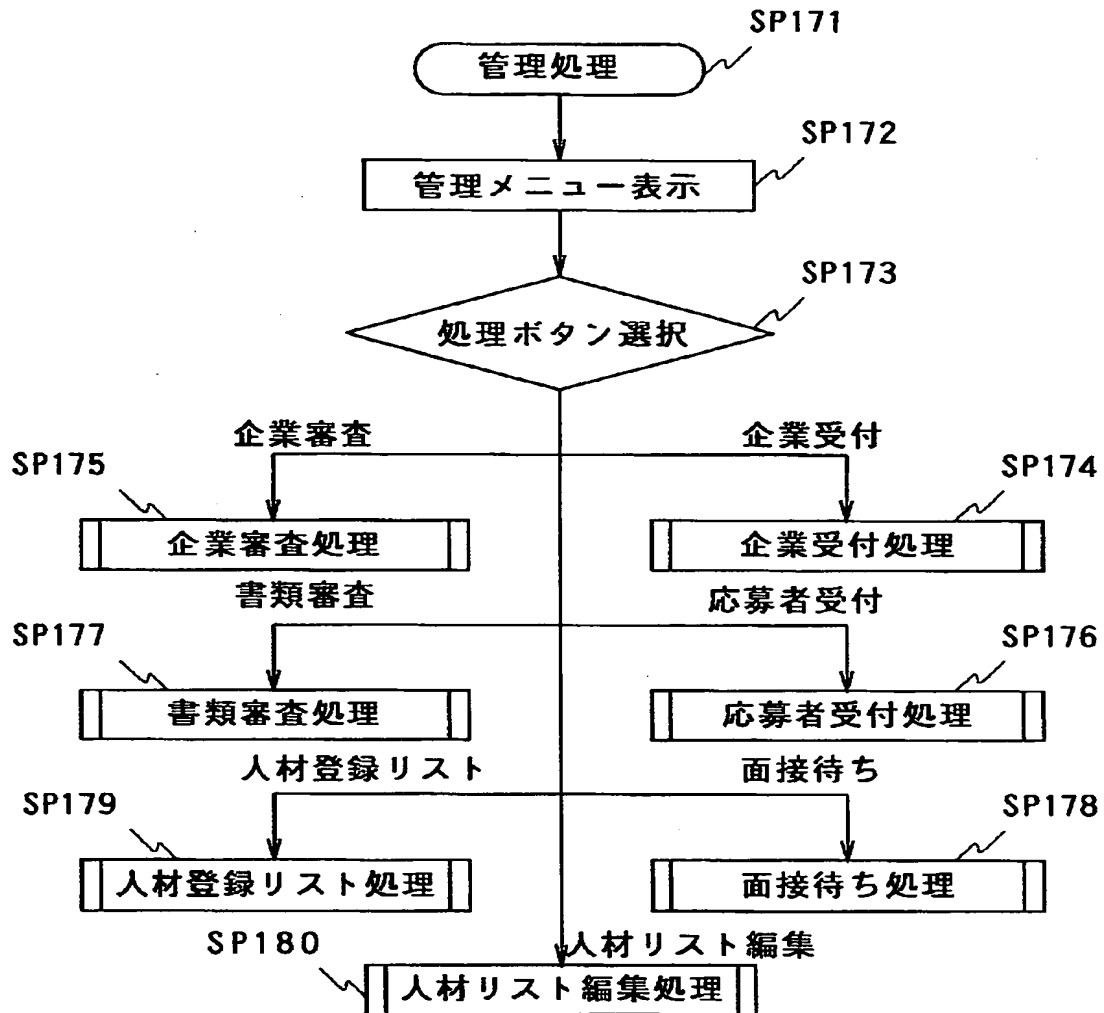 SP171
管理処理
SP172
管理メニュー表示
SP173
処理ボタン選択
企業審査
企業受付
SP175
SP174
企業審査処理
企業受付処理
書類審査
応募者受付
SP177
SP176
書類審査処理
応募者受付処理
人材登録リスト
面接待ち
SP179
SP178
人材登録リスト処理
面接待ち処理
SP180
人材リスト編集
人材リスト編集処理